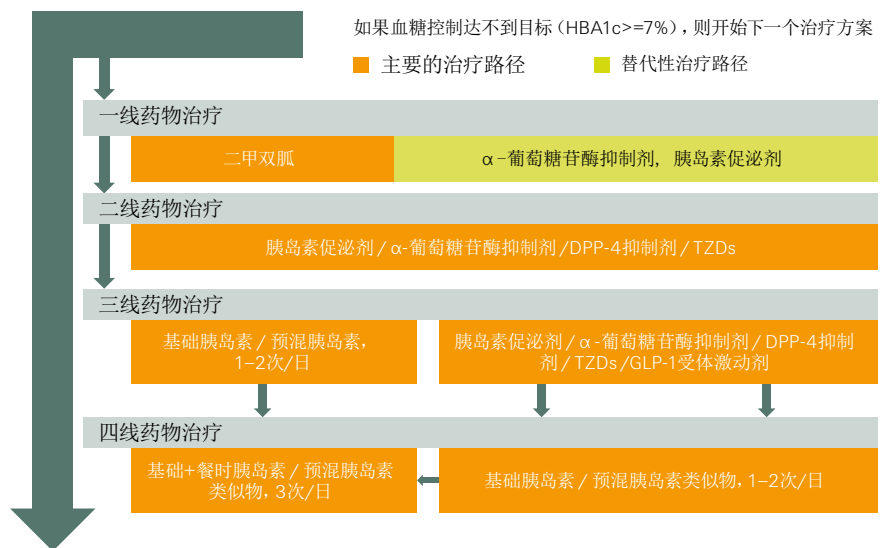 如果血糖控制达不到目标（HBA1c>=7%），则开始下一个治疗方案
主要的治疗路径
替代性治疗路径
一线药物治疗
二甲双胍
α-葡萄糖苷酶抑制剂，胰岛素促泌剂
二线药物治疗
胰岛素促泌剂/α-葡萄糖苷酶抑制剂/DPP-4抑制剂/TZDs
三线药物治疗
基础胰岛素/预混胰岛素，
1–2次/日
胰岛素促泌剂/α-葡萄糖苷酶抑制剂/DPP-4抑制
剂/TZDs/GLP-1受体激动剂
四线药物治疗
基础+餐时胰岛素/预混胰岛素
类似物，3次/日
基础胰岛素/预混胰岛素类似物，1–2次/日